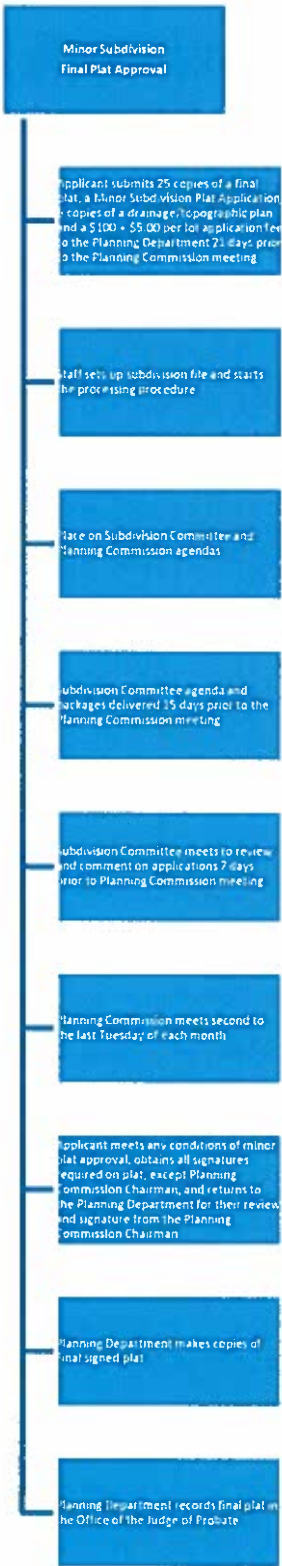 Minor Subdivision
Final Plat Approval
Applicant submits 25 copies of a final
plat, a Minor Subdivision Plat Application,
copies of a drainage/topographic plan
and a $100 + $5.00 per lot application fee
to the Planning Department 21 days prior
to the Planning Commission meeting
Staff sets up subdivision file and starts
the processing procedure
Place on Subdivision Committee and
Planning Commission agendas
Subdivision Committee agenda and
packages delivered 15 days prior to the
Planning Commission meeting
Subdivision Committee meets to review
and comment on applications 7 days
prior to Planning Commission meeting
Planning Commission meets second to
the last Tuesday of each month
Applicant meets any conditions of minor
plat approval, obtains all signatures
required on plat, except Planning
Commission Chairman, and returns to
the Planning Department for their review
and signature from the Planning
Commission Chairman
Planning Department makes copies of
final signed plat
Planning Department records final plat in
the Office of the Judge of Probate